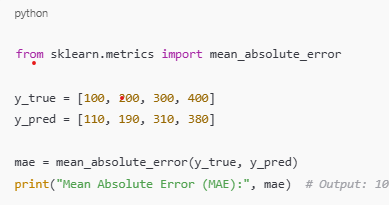 python
from sklearn.metrics import mean_absolute_error
y_true = [100, 200, 300, 400]
y_pred = [110, 190, 310, 380]
mae = mean_absolute_error(y_true, y_pred)
print("Mean Absolute Error (MAE):", mae)  # Output: 10